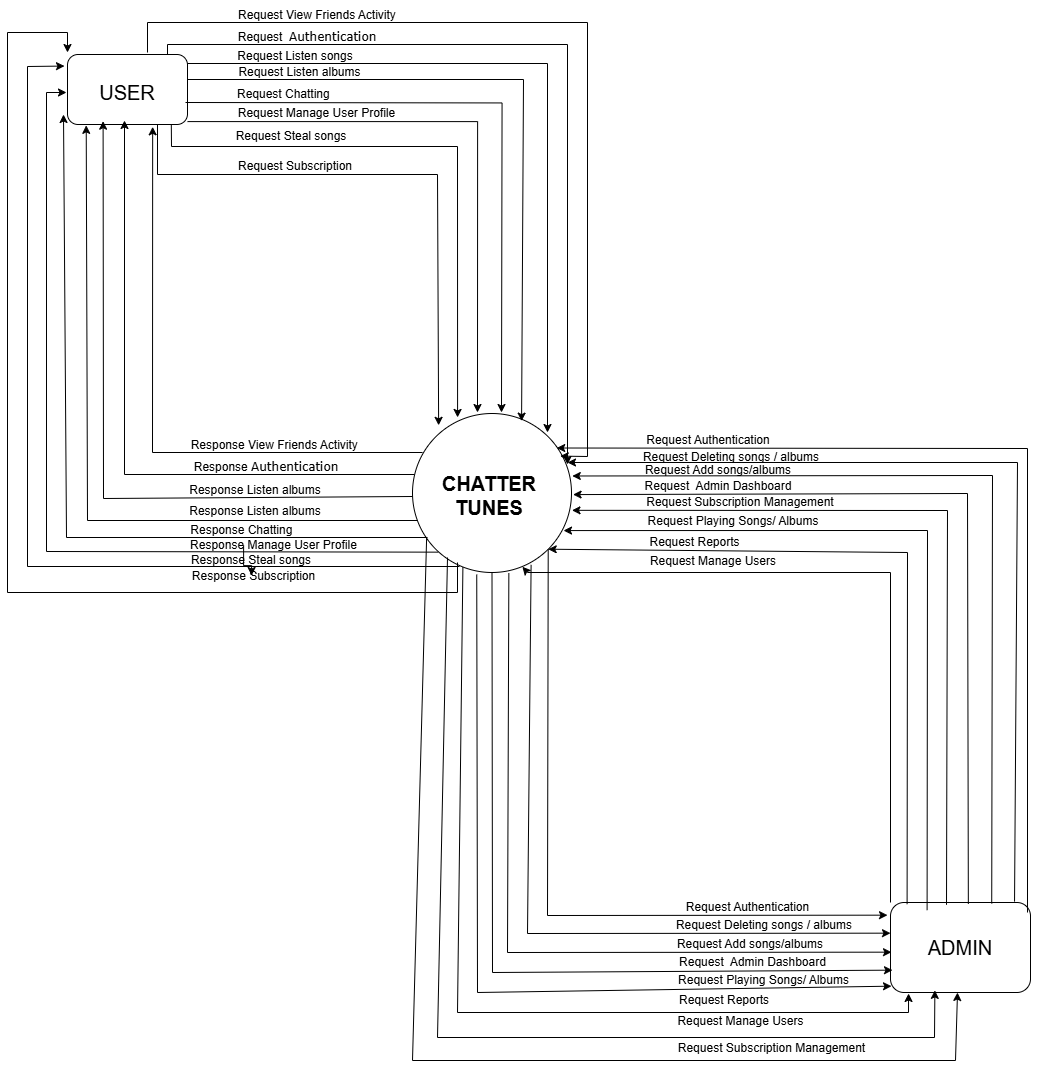 Request View Friends Activity
Request  Authentication
Request Listen songs
Request Listen albums
Request Chatting
Request Manage User Profile
Request Steal songs
Request Subscription
USER
Response View Friends Activity
Response Authentication
Response Listen albums
Response Listen albums
Response Chatting
Response Manage User Profile
Response Steal songs
Response Subscription
CHATTER
TUNES
Request Authentication
Request Deleting songs / albums
Request Add songs/albums
Request  Admin Dashboard
Request Subscription Management
Request Playing Songs/ Albums
Request Reports
Request Manage Users
Request Authentication
Request Deleting songs / albums
Request Add songs/albums
Request  Admin Dashboard
Request Playing Songs/ Albums
Request Reports
Request Manage Users
Request Subscription Management
ADMIN